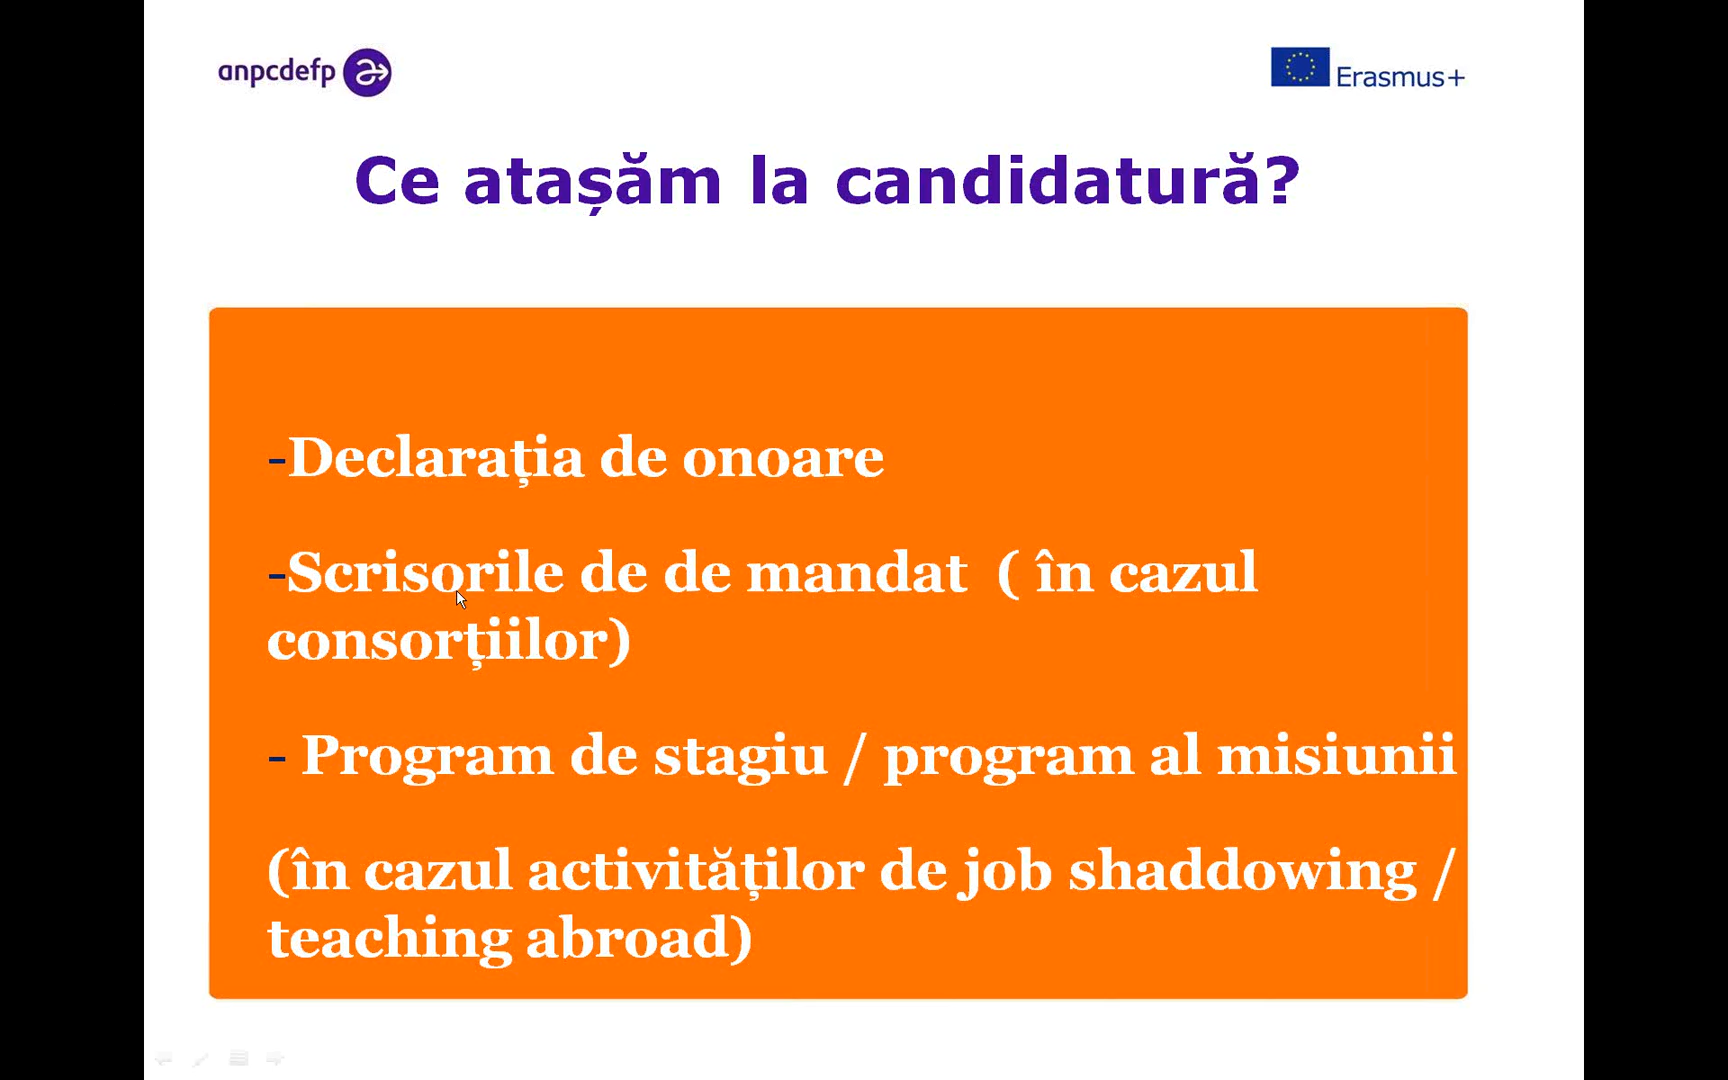 anpcdefp
Erasmus+
Ce atașăm la candidatură?
-Declarația de onoare
-Scrisorile de de mandat ( în cazul
consorțiilor)
- Program de stagiu / program al misiunii
(în cazul activităților de job shaddowing /
teaching abroad)